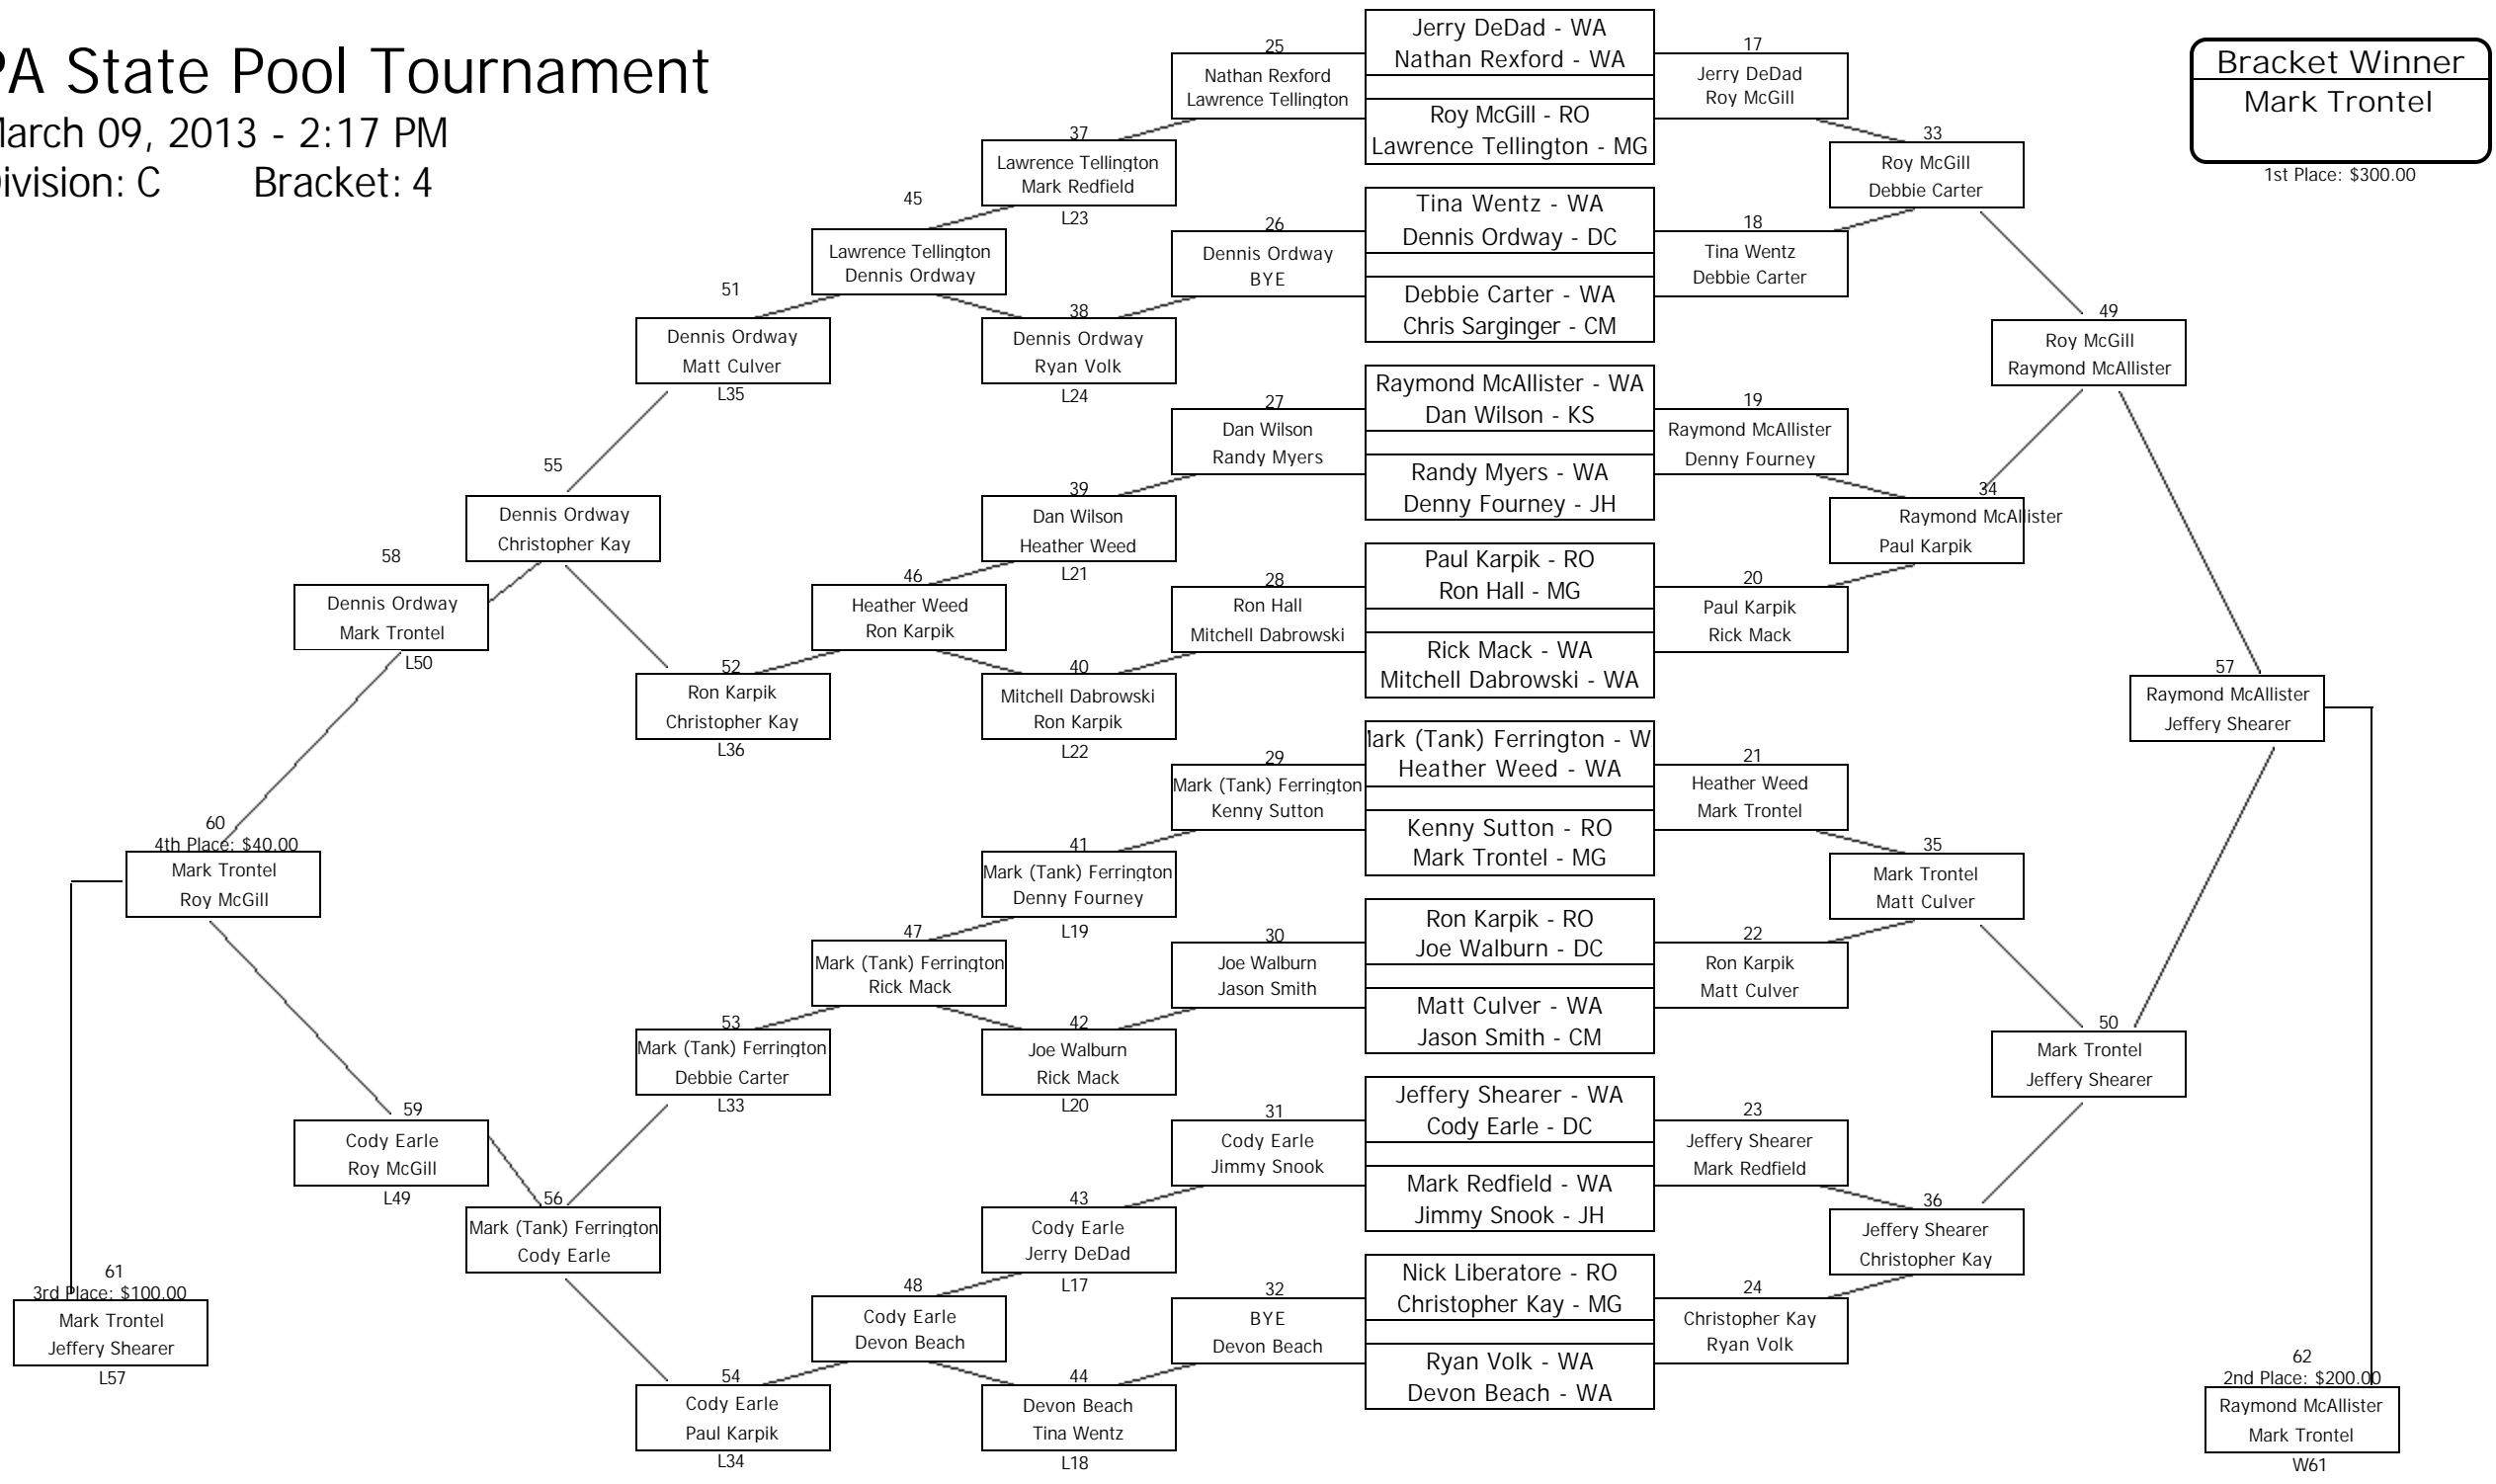 PA State Pool Tournament
March 09, 2013 - 2:17 PM
Division: C Bracket: 4
Bracket Winner
Mark Trontel
1st Place: $300.00
Jerry DeDad - WA
Nathan Rexford - WA
Roy McGill - RO
Lawrence Tellington - MG
Tina Wentz - WA
Dennis Ordway - DC
Debbie Carter - WA
Chris Sarginger - CM
Raymond McAllister - WA
Dan Wilson - KS
Randy Myers - WA
Denny Fourney - JH
Paul Karpik - RO
Ron Hall - MG
Rick Mack - WA
Mitchell Dabrowski - WA
Mark (Tank) Ferrington - W
Heather Weed - WA
Kenny Sutton - RO
Mark Trontel - MG
Ron Karpik - RO
Joe Walburn - DC
Matt Culver - WA
Jason Smith - CM
Jeffery Shearer - WA
Cody Earle - DC
Mark Redfield - WA
Jimmy Snook - JH
Nick Liberatore - RO
Christopher Kay - MG
Ryan Volk - WA
Devon Beach - WA
17
Jerry DeDad
Roy McGill
18
Tina Wentz
Debbie Carter
19
Raymond McAllister
Denny Fourney
20
Paul Karpik
Rick Mack
21
Heather Weed
Mark Trontel
22
Ron Karpik
Matt Culver
23
Jeffery Shearer
Mark Redfield
24
Christopher Kay
Ryan Volk
33
Roy McGill
Debbie Carter
34
Raymond McAllister
Paul Karpik
35
Mark Trontel
Matt Culver
36
Jeffery Shearer
Christopher Kay
49
Roy McGill
Raymond McAllister
50
Mark Trontel
Jeffery Shearer
57
Raymond McAllister
Jeffery Shearer
62
2nd Place: $200.00
Raymond McAllister
Mark Trontel
W61
25
Nathan Rexford
Lawrence Tellington
26
Dennis Ordway
BYE
27
Dan Wilson
Randy Myers
28
Ron Hall
Mitchell Dabrowski
29
Mark (Tank) Ferrington
Kenny Sutton
30
Joe Walburn
Jason Smith
31
Cody Earle
Jimmy Snook
32
BYE
Devon Beach
37
Lawrence Tellington
Mark Redfield
L23
38
Dennis Ordway
Ryan Volk
L24
39
Dan Wilson
Heather Weed
L21
40
Mitchell Dabrowski
Ron Karpik
L22
41
Mark (Tank) Ferrington
Denny Fourney
L19
42
Joe Walburn
Rick Mack
L20
43
Cody Earle
Jerry DeDad
L17
44
Devon Beach
Tina Wentz
L18
45
Lawrence Tellington
Dennis Ordway
46
Heather Weed
Ron Karpik
47
Mark (Tank) Ferrington
Rick Mack
48
Cody Earle
Devon Beach
51
Dennis Ordway
Matt Culver
L35
52
Ron Karpik
Christopher Kay
L36
53
Mark (Tank) Ferrington
Debbie Carter
L33
54
Cody Earle
Paul Karpik
L34
55
Dennis Ordway
Christopher Kay
56
Mark (Tank) Ferrington
Cody Earle
58
Dennis Ordway
Mark Trontel
L50
59
Cody Earle
Roy McGill
L49
60
4th Place: $40.00
Mark Trontel
Roy McGill
61
3rd Place: $100.00
Mark Trontel
Jeffery Shearer
L57